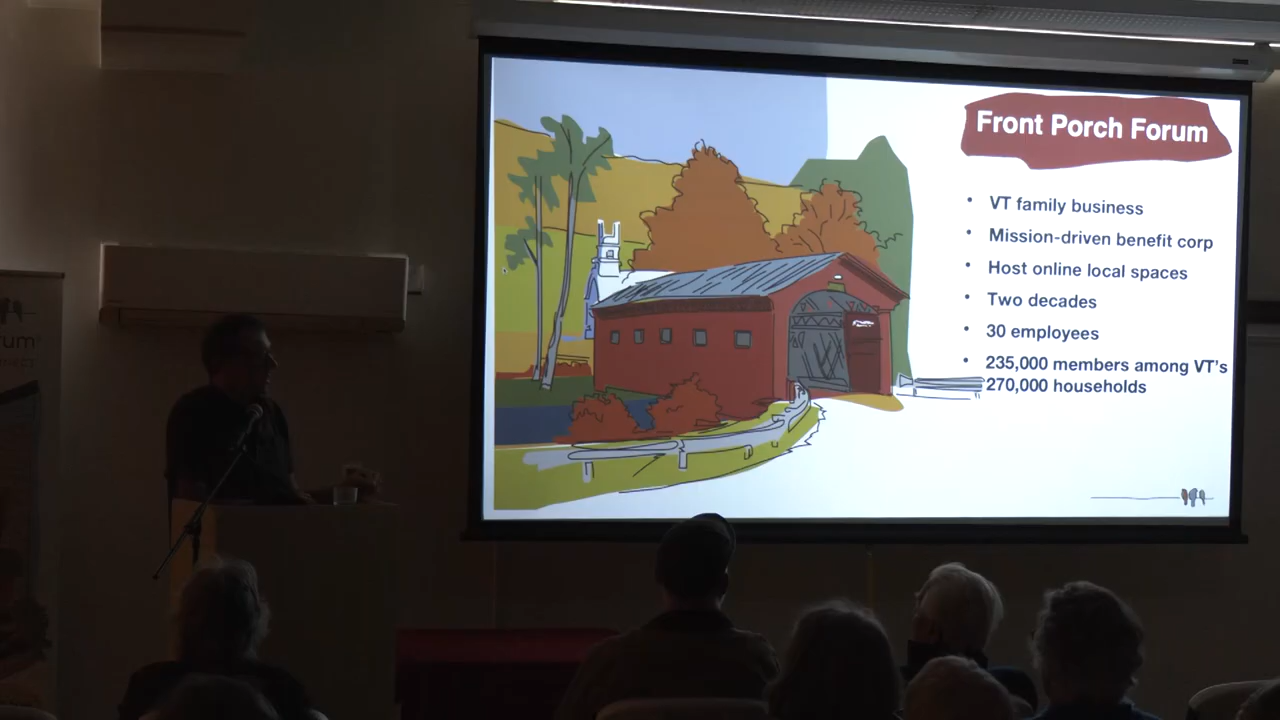 Front Porch Forum
• VT family business
• Mission-driven benefit corp
• Host online local spaces
• Two decades
• 30 employees
• 235,000 members among VT's
270,000 households